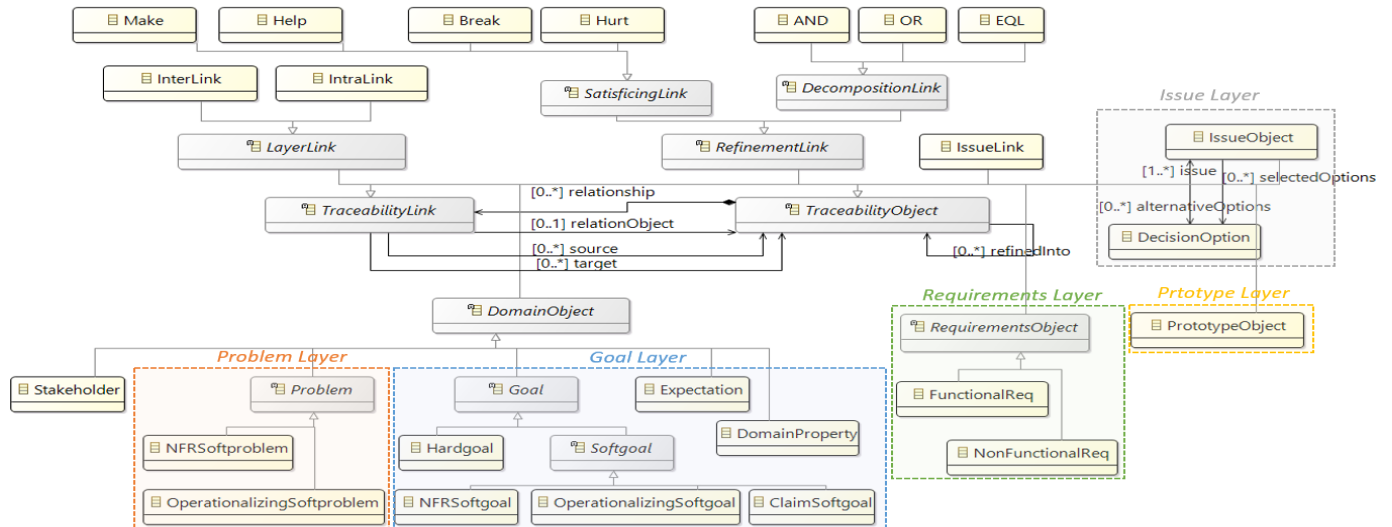 Make
Help
Break
Hurt
AND
OR
EQL
InterLink
IntraLink
SatisficingLink
DecompositionLink
Issue Layer
LayerLink
RefinementLink
IssueLink
IssueObject
[1..*] issue
[0..*] selectedOptions
[0..*] relationship
TraceabilityLink
TraceabilityObject
[0..*] alternativeOptions
[0..1] relationObject
[0..*] source
[0..*] refinedInto
DecisionOption
[0..*] target
DomainObject
Requirements Layer
Prtotype Layer
RequirementsObject
PrototypeObject
Problem Layer
Goal Layer
Stakeholder
Problem
Goal
Expectation
FunctionalReq
DomainProperty
NFRSoftproblem
Hardgoal
Softgoal
NonFunctionalReq
OperationalizingSoftproblem
NFRSoftgoal
OperationalizingSoftgoal
ClaimSoftgoal